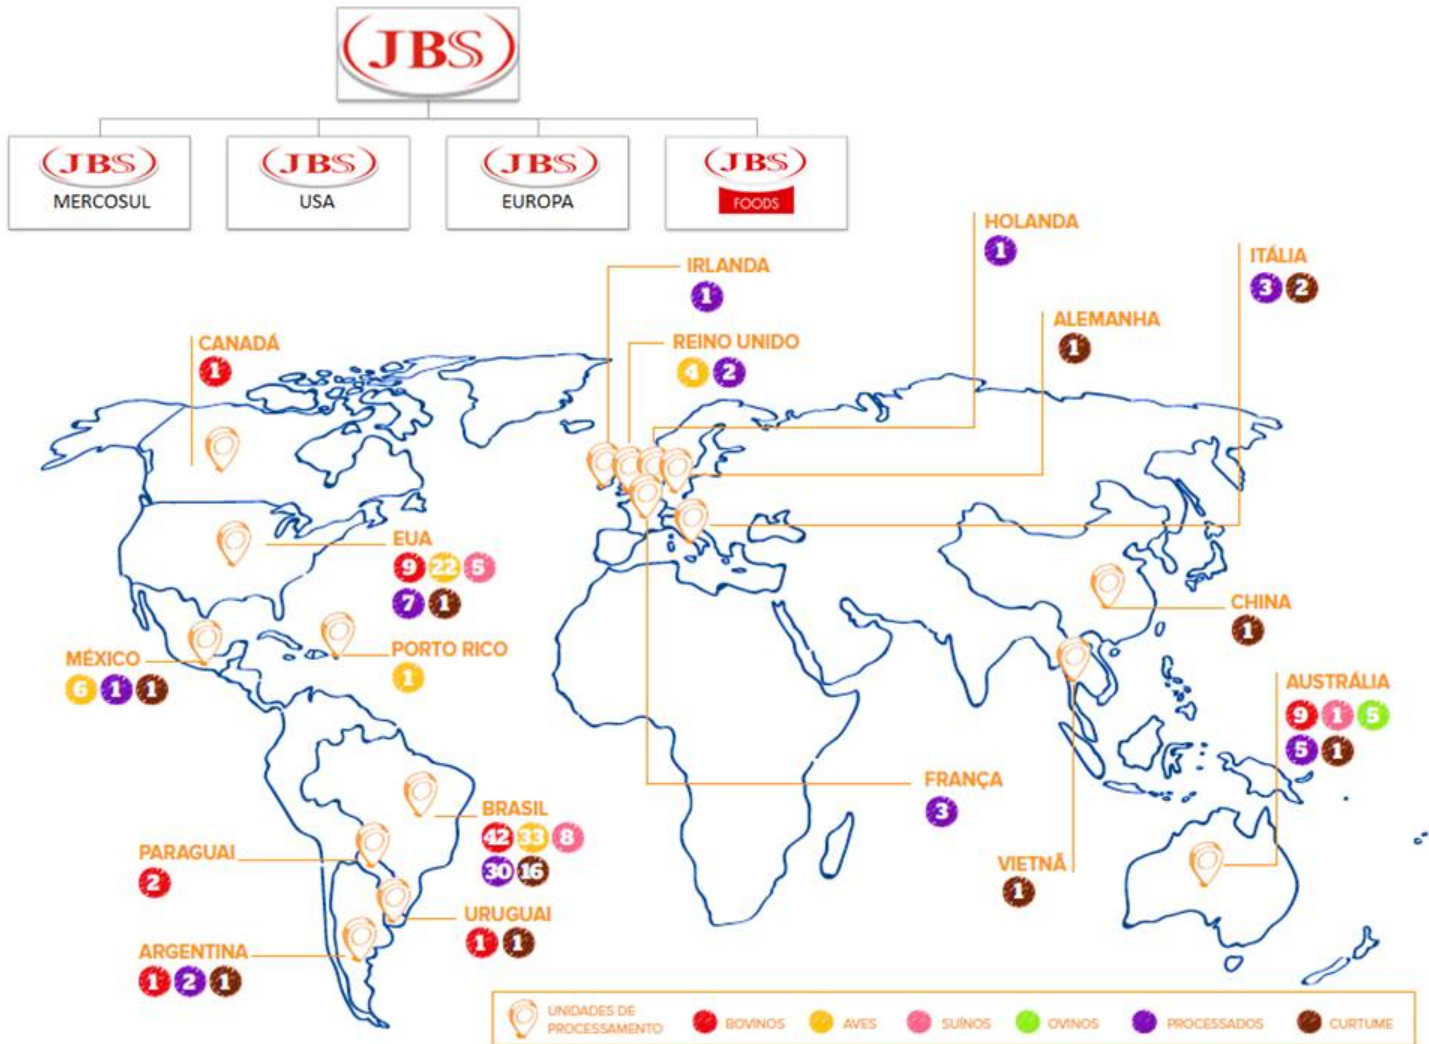 JBS
JBS
MERCOSUL
JBS
USA
JBS
EUROPA
JBS
FOODS
HOLANDA
1
ITÁLIA
3 2
IRLANDA
1
ALEMANHA
1
CANADÁ
1
REINO UNIDO
4 2
EUA
9 22 5
7 1
CHINA
1
MÉXICO
6 1 1
PORTO RICO
1
AUSTRÁLIA
9 1 5
5 1
FRANÇA
3
BRASIL
42 33 8
30 16
PARAGUAI
2
VIETNÃ
1
URUGUAI
1 1
ARGENTINA
1 2 1
UNIDADES DE
PROCESSAMENTO
BOVINOS
AVES
SUÍNOS
OVINOS
PROCESSADOS
CURTUME